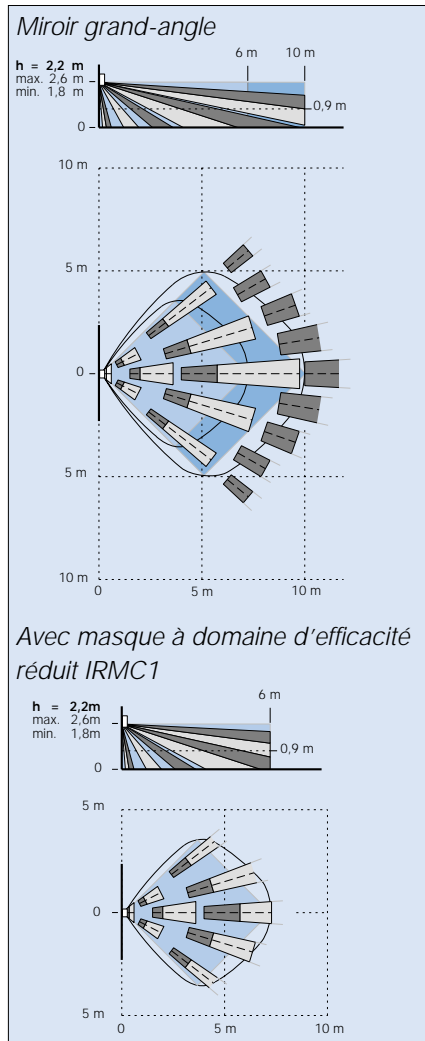 Miroir grand-angle
h = 2,2 m
max. 2,6 m
min. 1,8 m
6 m 10 m
0,9 m
0
10 m
5 m
0
5 m
10 m
0 5 m 10 m
Avec masque à domaine d'efficacité
réduit IRMC1
h = 2,2m
max. 2,6m
min. 1,8m
6 m
0,9 m
0
5 m
0
5 m
0 5 m 10 m